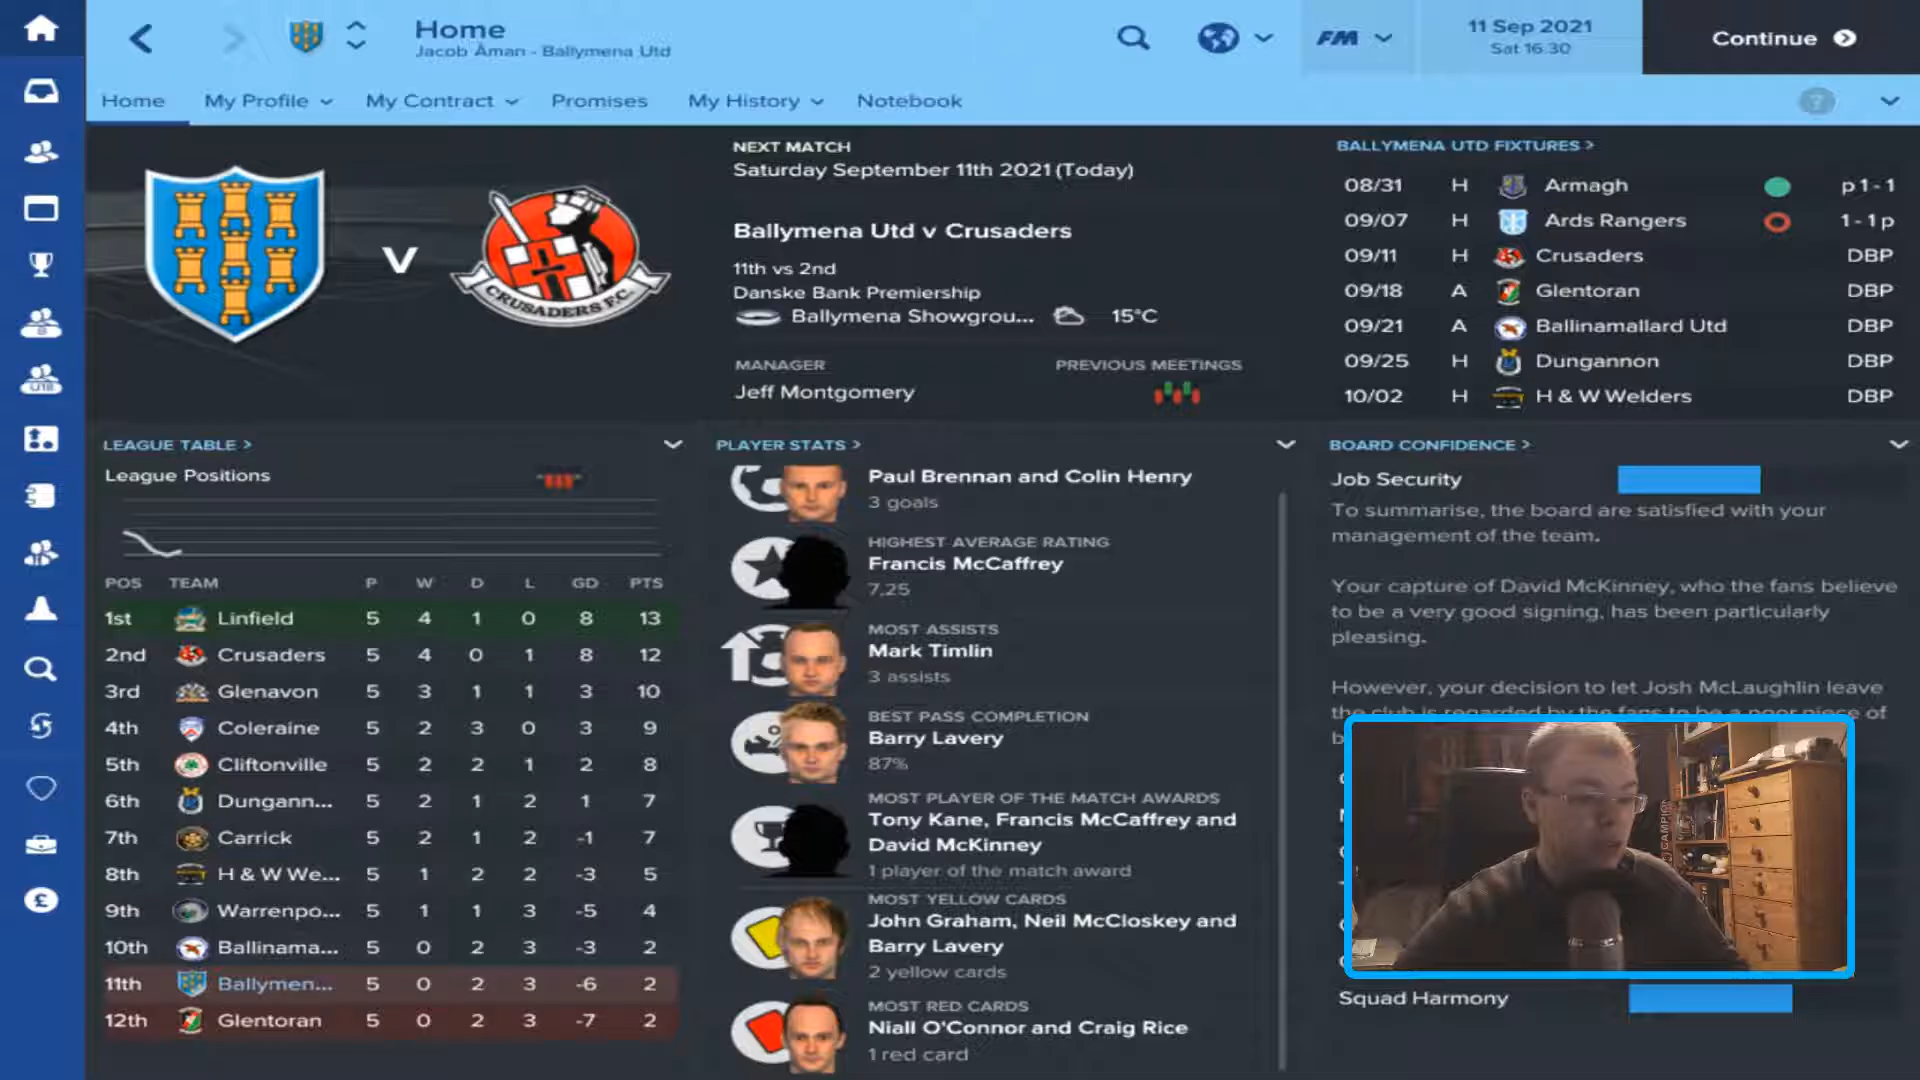 Home
Jacob Åman - Ballymena Utd
FM
11 Sep 2021
Sat 16:30
Continue
Home
My Profile
My Contract
Promises
My History
Notebook
?
V
CRUSADERS F.C.
NEXT MATCH
Saturday September 11th 2021 (Today)
Ballymena Utd v Crusaders
11th vs 2nd
Danske Bank Premiership
Ballymena Showgrou... 15°C
MANAGER
Jeff Montgomery
PREVIOUS MEETINGS
BALLYMENA UTD FIXTURES >
08/31 H Armagh p 1 - 1
09/07 H Ards Rangers 1 - 1 p
09/11 H Crusaders DBP
09/18 A Glentoran DBP
09/21 A Ballinamallard Utd DBP
09/25 H Dungannon DBP
10/02 H H & W Welders DBP
LEAGUE TABLE >
League Positions
POS TEAM P W D L GD PTS
1st Linfield 5 4 1 0 8 13
2nd Crusaders 5 4 0 1 8 12
3rd Glenavon 5 3 1 1 3 10
4th Coleraine 5 2 3 0 3 9
5th Cliftonville 5 2 2 1 2 8
6th Dungann... 5 2 1 2 1 7
7th Carrick 5 2 1 2 -1 7
8th H & W We... 5 1 2 2 -3 5
9th Warrenpo... 5 1 1 3 -5 4
10th Ballinama... 5 0 2 3 -3 2
11th Ballymen... 5 0 2 3 -6 2
12th Glentoran 5 0 2 3 -7 2
PLAYER STATS >
Paul Brennan and Colin Henry
3 goals
HIGHEST AVERAGE RATING
Francis McCaffrey
7.25
MOST ASSISTS
Mark Timlin
3 assists
BEST PASS COMPLETION
Barry Lavery
87%
MOST PLAYER OF THE MATCH AWARDS
Tony Kane, Francis McCaffrey and
David McKinney
1 player of the match award
MOST YELLOW CARDS
John Graham, Neil McCloskey and
Barry Lavery
2 yellow cards
MOST RED CARDS
Niall O'Connor and Craig Rice
1 red card
BOARD CONFIDENCE >
Job Security
To summarise, the board are satisfied with your
management of the team.
Your capture of David McKinney, who the fans believe
to be a very good signing, has been particularly
pleasing.
However, your decision to let Josh McLaughlin leave
the club is regarded by the fans to be a poor piece of
Squad Harmony